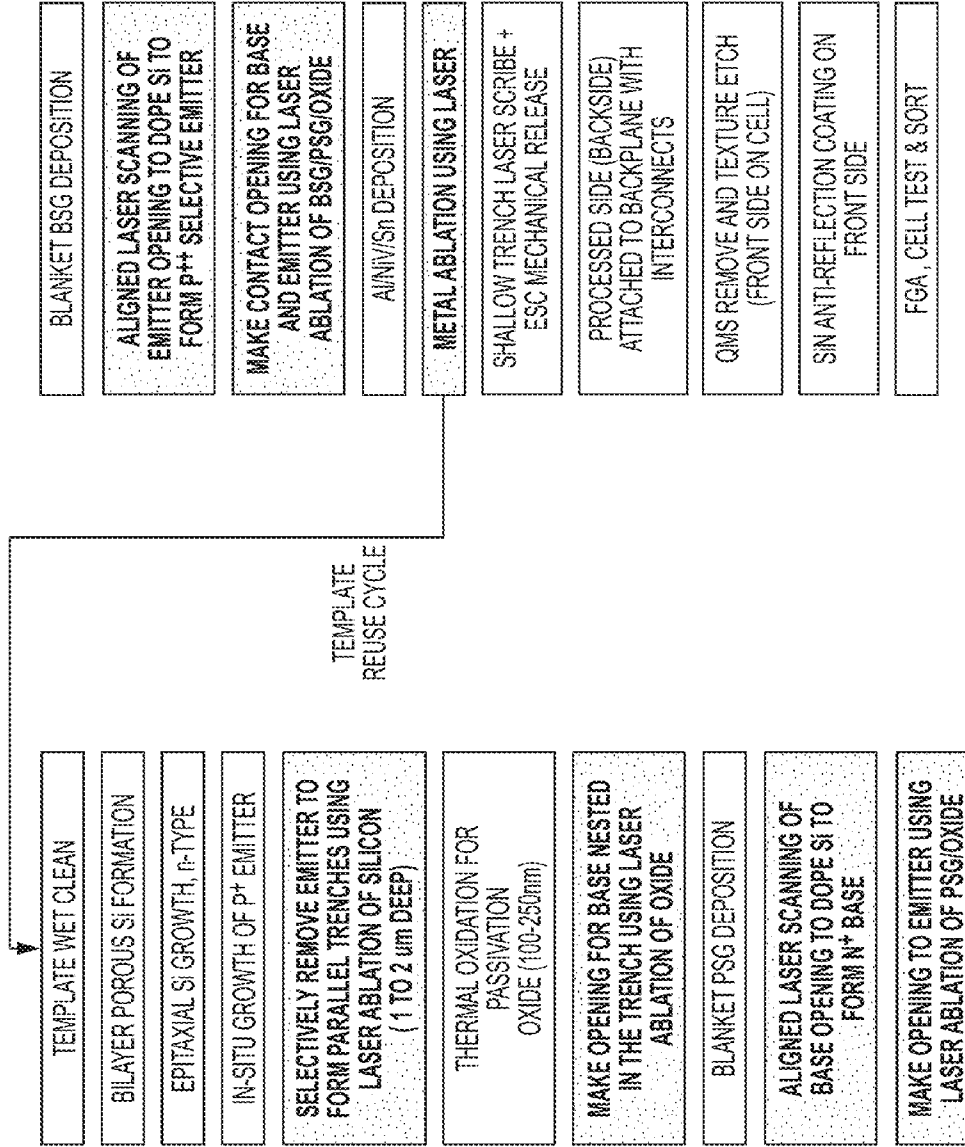 TEMPLATE WET CLEAN
BILAYER POROUS Si FORMATION
EPITAXIAL Si GROWTH, n-TYPE
IN-SITU GROWTH OF P+ EMITTER
SELECTIVELY REMOVE EMITTER TO
FORM PARALLEL TRENCHES USING
LASER ABLATION OF SILICON
(1 TO 2 um DEEP)
THERMAL OXIDATION FOR
PASSIVATION
OXIDE (100-250nm)
MAKE OPENING FOR BASE NESTED
IN THE TRENCH USING LASER
ABLATION OF OXIDE
BLANKET PSG DEPOSITION
ALIGNED LASER SCANNING OF
BASE OPENING TO DOPE Si TO
FORM N+ BASE
MAKE OPENING TO EMITTER USING
LASER ABLATION OF PSG/OXIDE
TEMPLATE
REUSE CYCLE
BLANKET BSG DEPOSITION
ALIGNED LASER SCANNING OF
EMITTER OPENING TO DOPE Si TO
FORM P++ SELECTIVE EMITTER
MAKE CONTACT OPENING FOR BASE
AND EMITTER USING LASER
ABLATION OF BSG/PSG/OXIDE
Al/NiV/Sn DEPOSITION
METAL ABLATION USING LASER
SHALLOW TRENCH LASER SCRIBE +
ESC MECHANICAL RELEASE
PROCESSED SIDE (BACKSIDE)
ATTACHED TO BACKPLANE WITH
INTERCONNECTS
QMS REMOVE AND TEXTURE ETCH
(FRONT SIDE ON CELL)
SiN ANTI-REFLECTION COATING ON
FRONT SIDE
FGA, CELL TEST & SORT